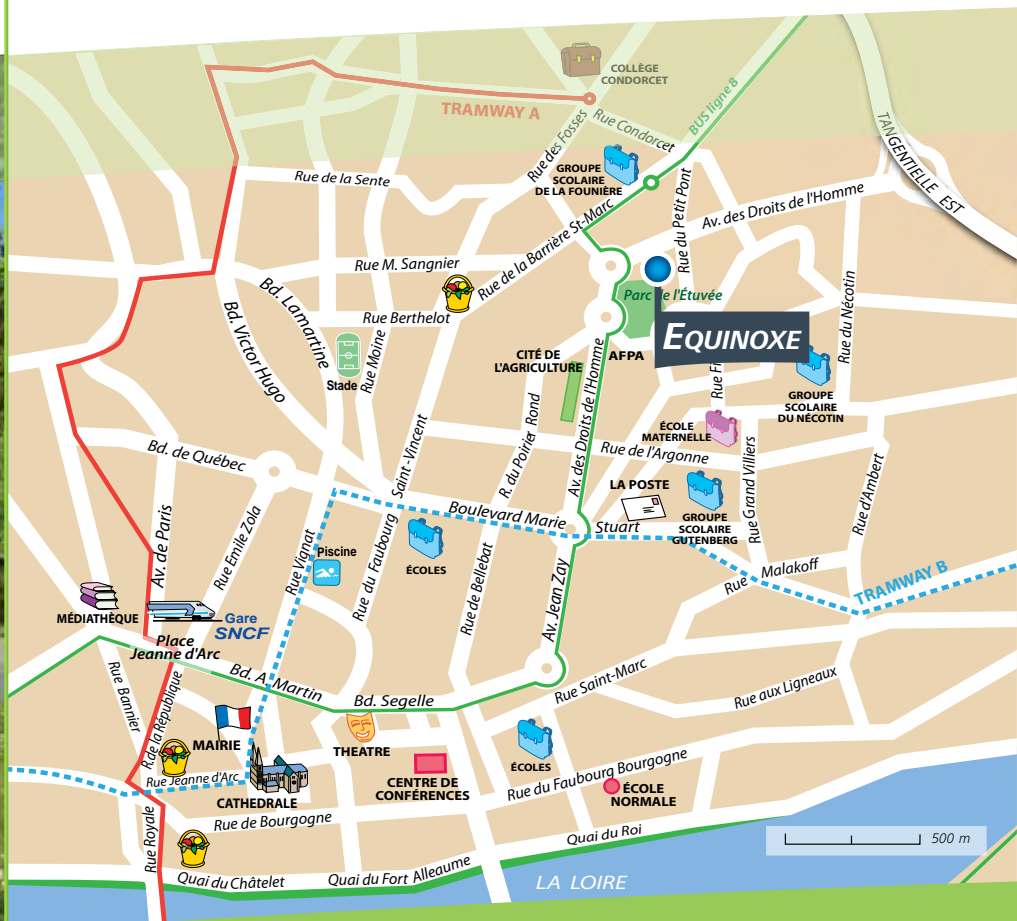 COLLÈGE
CONDORCET
TRAMWAY A
BUS ligne 8
Rue des Fosses
Rue Condorcet
TANGENTIELLE EST
GROUPE
SCOLAIRE
DE LA FOUNIÈRE
Rue de la Sente
Rue du Petit Pont
Av. des Droits de l'Homme
Rue de la Barrière St-Marc
Rue M. Sangnier
Bd. Lamartine
Bd. Victor Hugo
Rue Berthelot
Rue Moine
Stade
Parc de l'Étuvée
EQUINOXE
Rue du Nécotin
CITÉ DE
L'AGRICULTURE
AFPA
GROUPE
SCOLAIRE
DU NÉCOTIN
ÉCOLE
MATERNELLE
Rue de l'Argonne
Av. des Droits de l'Homme
R. du Poirier Rond
Saint-Vincent
Bd. de Québec
LA POSTE
GROUPE
SCOLAIRE
GUTENBERG
Rue Grand Villiers
Rue d'Ambert
Boulevard Marie Stuart
Av. de Paris
Rue Emile Zola
Rue Vignat
Piscine
Rue du Faubourg
ÉCOLES
Rue de Bellebat
Av. Jean Zay
Rue Malakoff
TRAMWAY B
MÉDIATHÈQUE
Gare
SNCF
Place
Jeanne d'Arc
Rue Bannier
R.de la République
Bd. A. Martin
Bd. Segelle
Rue Saint-Marc
Rue aux Ligneaux
MAIRIE
THEATRE
ÉCOLES
Rue Jeanne d'Arc
CATHEDRALE
CENTRE DE
CONFÉRENCES
Rue du Faubourg Bourgogne
ÉCOLE
NORMALE
Rue Royale
Rue de Bourgogne
Quai du Roi
500 m
Quai du Châtelet
Quai du Fort Alleaume
LA LOIRE